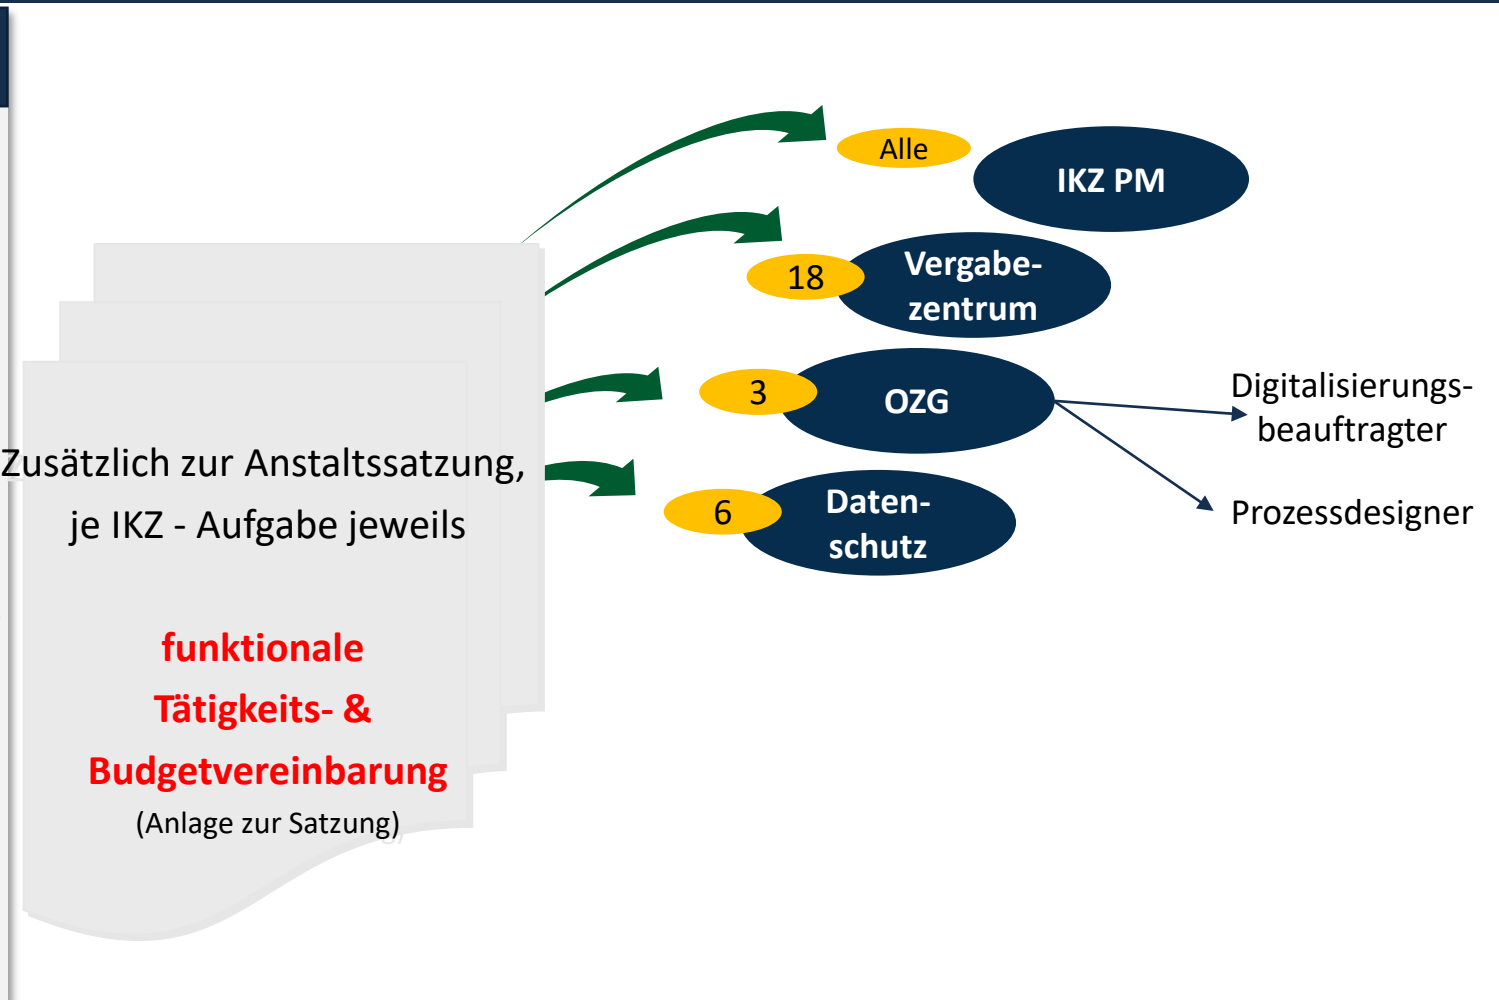 Zusätzlich zur Anstaltssatzung,
je IKZ - Aufgabe jeweils
funktionale
Tätigkeits- &
Budgetvereinbarung
(Anlage zur Satzung)
Alle
IKZ PM
18
Vergabe-
zentrum
3
OZG
Digitalisierungs-
beauftragter
Prozessdesigner
6
Daten-
schutz